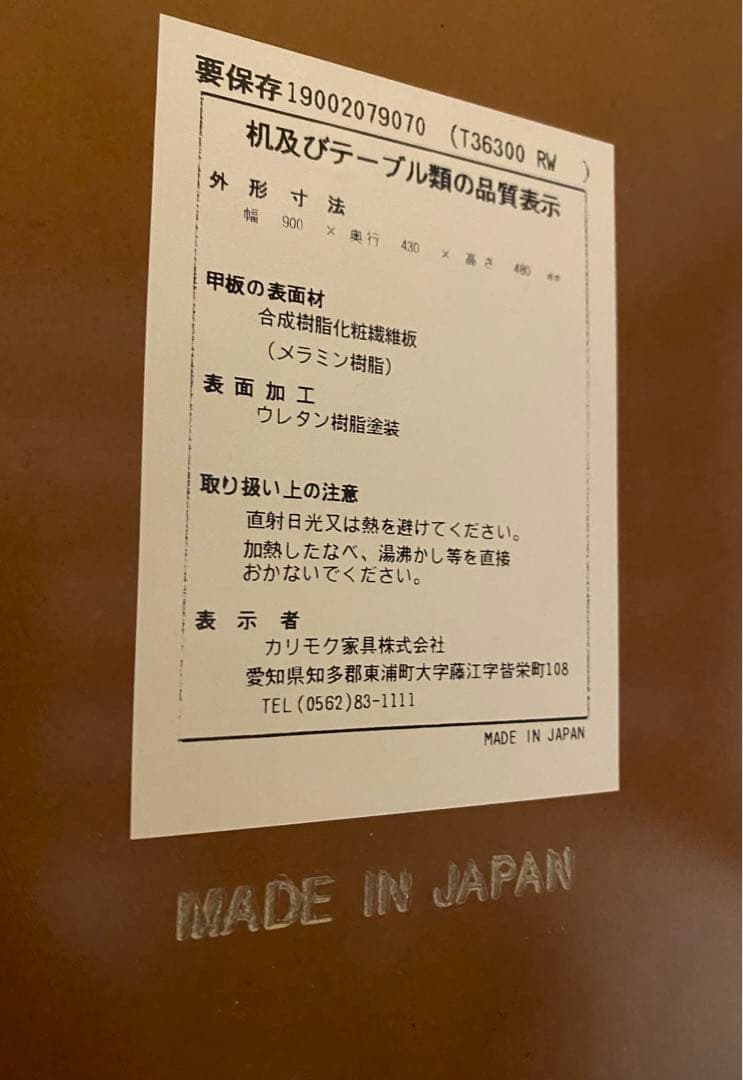 要保存19002079070 (T36300 RW )
机及びテーブル類の品質表示
外形寸法
幅 900 × 奥行 430 × 高さ 480 mm
甲板の表面材
合成樹脂化粧繊維板
(メラミン樹脂)
表面加工
ウレタン樹脂塗装
取り扱い上の注意
直射日光又は熱を避けてください。
加熱したなべ、湯沸かし等を直接
おかないでください。
表示者
カリモク家具株式会社
愛知県知多郡東浦町大字藤江字皆栄町108
TEL(0562)83-1111
MADE IN JAPAN
MADE IN JAPAN